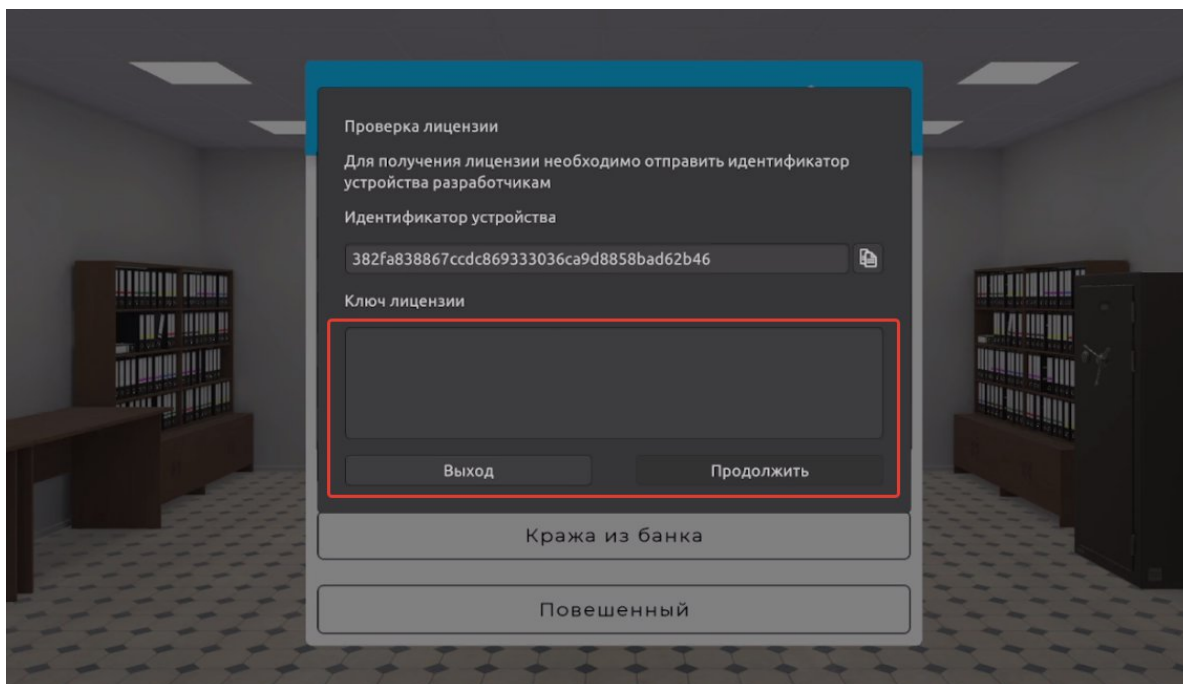 Проверка лицензии
Для получения лицензии необходимо отправить идентификатор
устройства разработчикам
Идентификатор устройства
382fa838867ccdc869333036ca9d8858bad62b46
Ключ лицензии
Выход Продолжить
Кража из банка
Повешенный